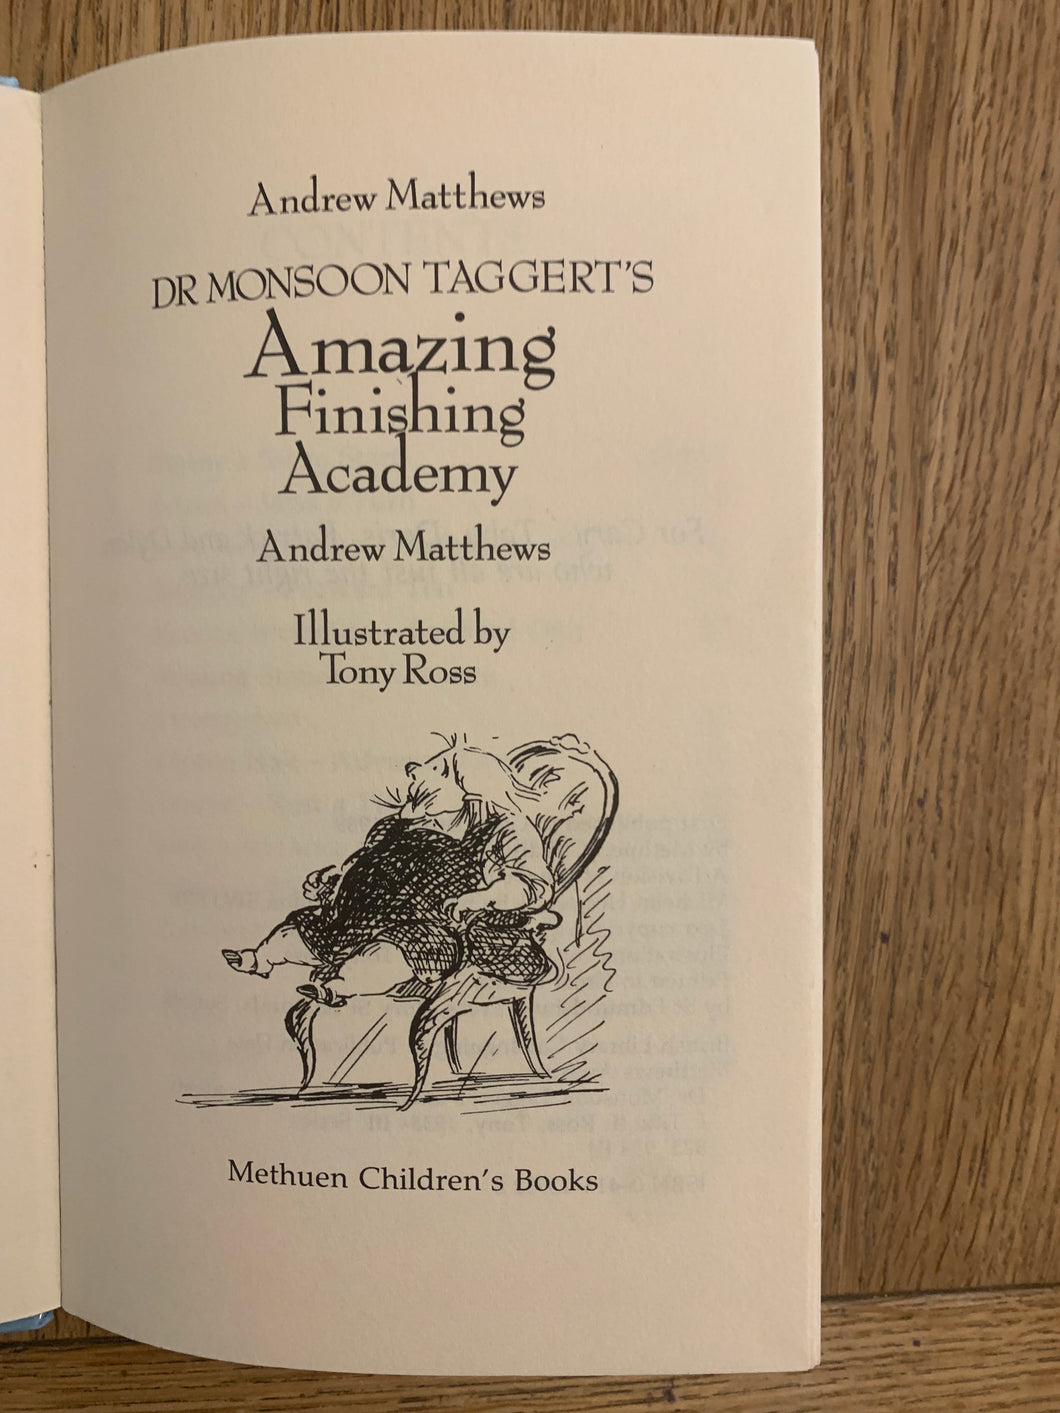 Andrew Matthews
DR MONSOON TAGGERT'S
Amazing
Finishing
Academy
Andrew Matthews
Illustrated by
Tony Ross
Methuen Children's Books